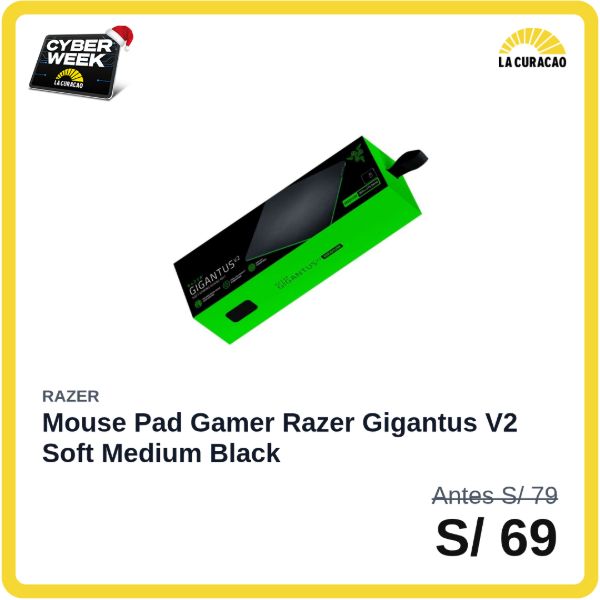 CYBER
WEEK
LA CURACAO
LA CURACAO
GIGANTUS V2
GIGANTUS V2
RAZER
Mouse Pad Gamer Razer Gigantus V2
Soft Medium Black
Antes S/ 79
S/ 69